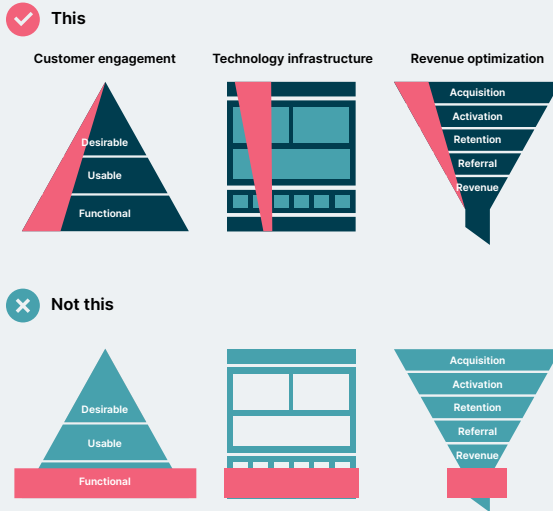 This
Customer engagement
Technology infrastructure
Revenue optimization
Desirable
Usable
Functional
Acquisition
Activation
Retention
Referral
Revenue
Not this
Desirable
Usable
Functional
Acquisition
Activation
Retention
Referral
Revenue